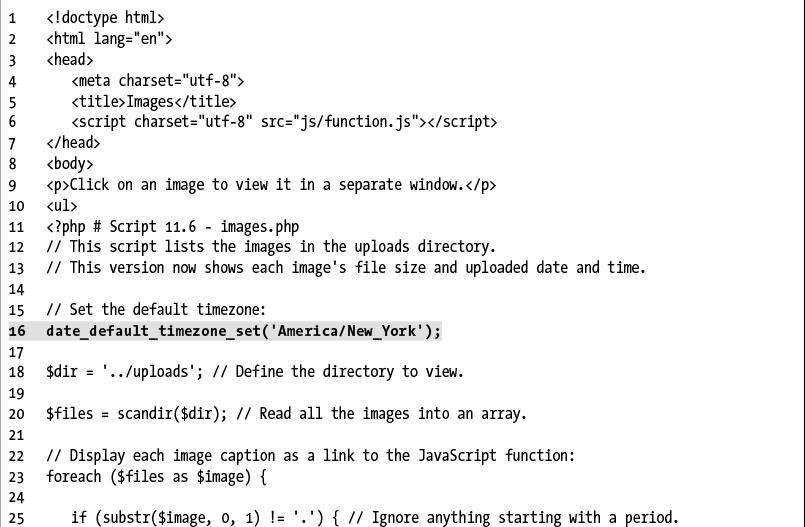 1 <!doctype html>
2 <html lang="en">
3 <head>
4 <meta charset="utf-8">
5 <title>Images</title>
6 <script charset="utf-8" src="js/function.js"></script>
7 </head>
8 <body>
9 <p>Click on an image to view it in a separate window.</p>
10 <ul>
11 <?php # Script 11.6 - images.php
12 // This script lists the images in the uploads directory.
13 // This version now shows each image's file size and uploaded date and time.
14
15 // Set the default timezone:
16 date_default_timezone_set('America/New_York');
17
18 $dir = '../uploads'; // Define the directory to view.
19
20 $files = scandir($dir); // Read all the images into an array.
21
22 // Display each image caption as a link to the JavaScript function:
23 foreach ($files as $image) {
24
25 if (substr($image, 0, 1) != '.') { // Ignore anything starting with a period.